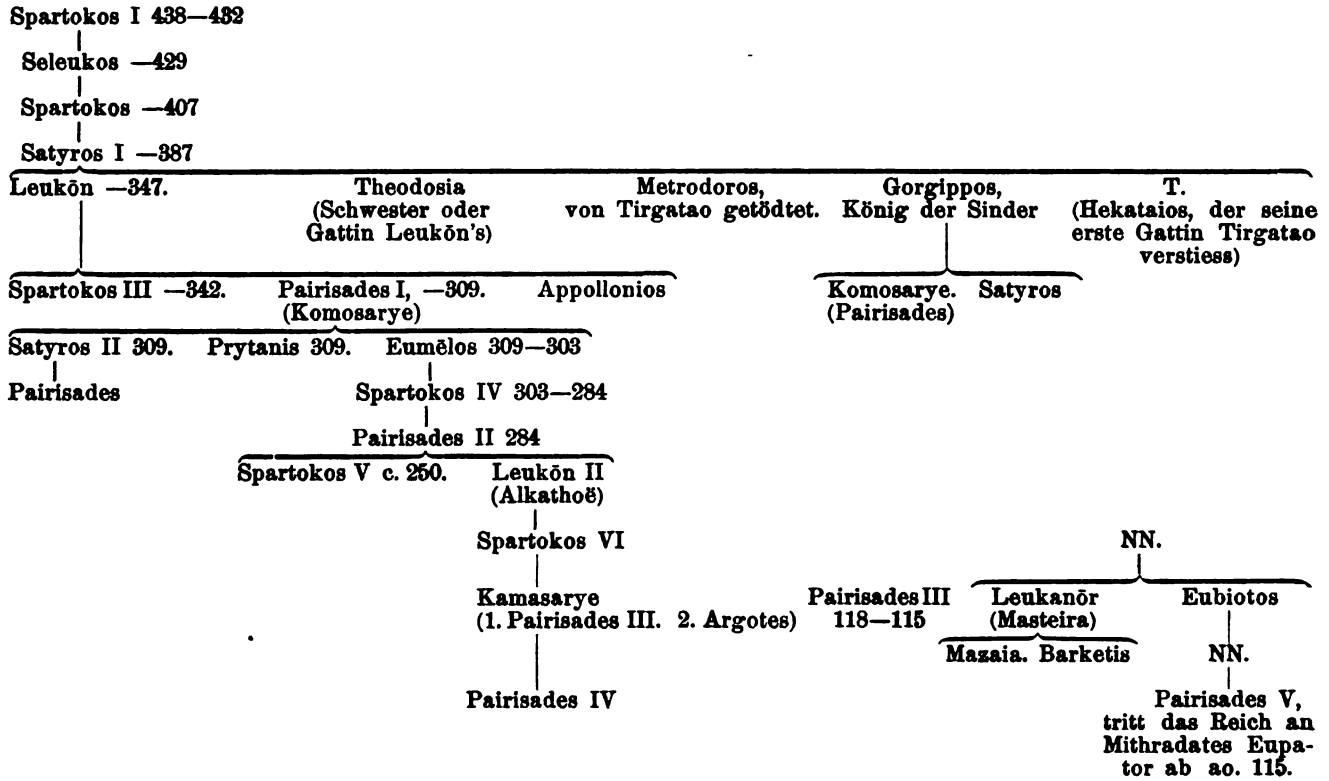 Spartokos I 438—432
Seleukos —429
Spartokos —407
Satyros I —387
Leukōn —347. Theodosia Metrodoros, Gorgippos, T.
(Schwester oder von Tirgatao getödtet. König der Sinder (Hekataios, der seine
Gattin Leukōn's) erste Gattin Tirgatao
verstiess)
Spartokos III —342. Pairisades I, —309. Appollonios Komosarye. Satyros
(Komosarye) (Pairisades)
Satyros II 309. Prytanis 309. Eumēlos 309—303
Pairisades Spartokos IV 303—284
Pairisades II 284
Spartokos V c. 250. Leukōn II
(Alkathoë)
Spartokos VI NN.
Kamasarye Pairisades III Leukanōr Eubiotos
(1. Pairisades III. 2. Argotes) 118—115 (Masteira)
Mazaia. Barketis NN.
Pairisades IV Pairisades V,
tritt das Reich an
Mithradates Eupa-
tor ab ao. 115.